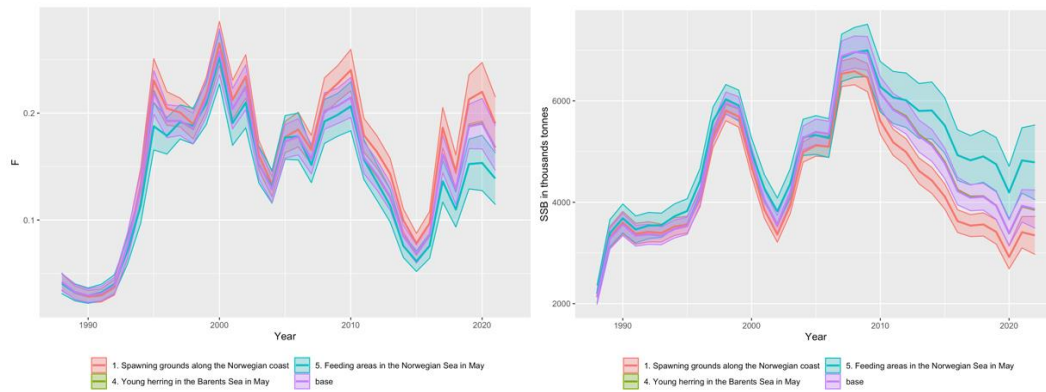 F
0.2
0.1
1990
2000
2010
2020
Year
1. Spawning grounds along the Norwegian coast
5. Feeding areas in the Norwegian Sea in May
4. Young herring in the Barents Sea in May
base
SSB in thousands tonnes
6000
4000
2000
1990
2000
2010
2020
Year
1. Spawning grounds along the Norwegian coast
5. Feeding areas in the Norwegian Sea in May
4. Young herring in the Barents Sea in May
base